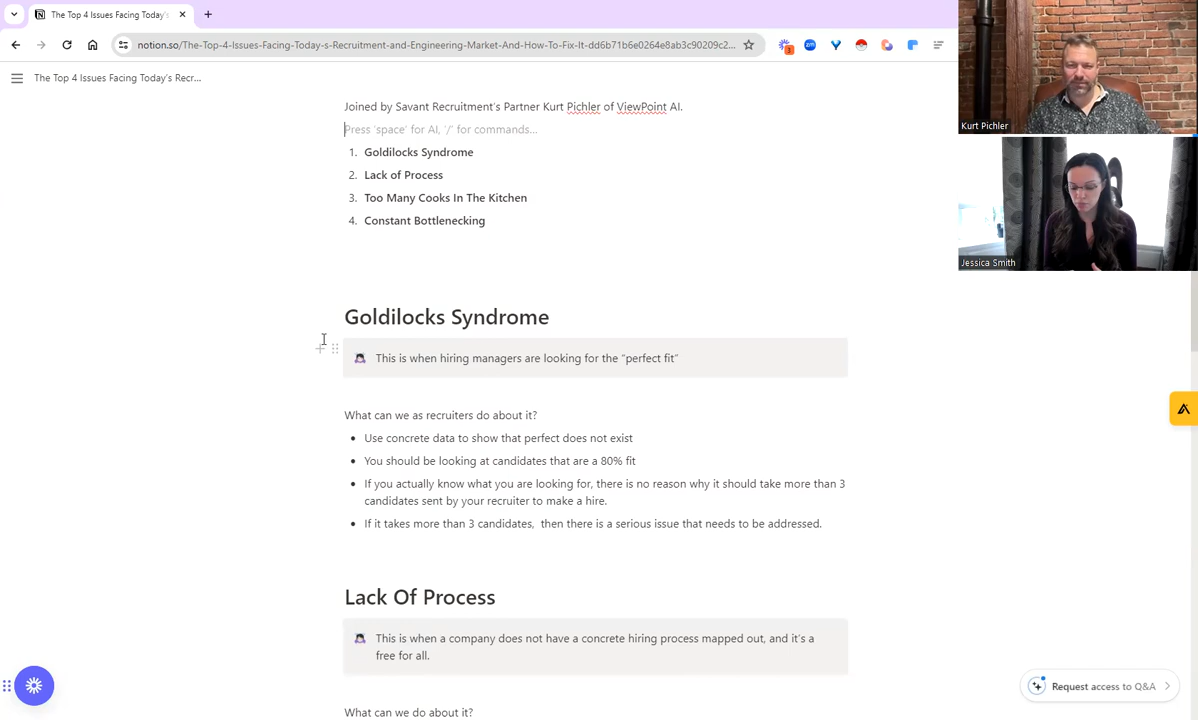 The Top 4 Issues Facing Today's
notion.so/The-Top-4-Issues-Facing-Today-s-Recruitment-and-Engineering-Market-And-How-To-Fix-It-dd6b71b6e0264e8ab3c90209c2...
3
zm
The Top 4 Issues Facing Today's Recr...
Joined by Savant Recruitment's Partner Kurt Pichler of ViewPoint AI.
Press 'space' for AI, '/' for commands...
1. Goldilocks Syndrome
2. Lack of Process
3. Too Many Cooks In The Kitchen
4. Constant Bottlenecking
Kurt Pichler
Jessica Smith
Goldilocks Syndrome
This is when hiring managers are looking for the “perfect fit”
What can we as recruiters do about it?
• Use concrete data to show that perfect does not exist
• You should be looking at candidates that are a 80% fit
• If you actually know what you are looking for, there is no reason why it should take more than 3
candidates sent by your recruiter to make a hire.
• If it takes more than 3 candidates,  then there is a serious issue that needs to be addressed.
Lack Of Process
This is when a company does not have a concrete hiring process mapped out, and it's a
free for all.
What can we do about it?
Request access to Q&A